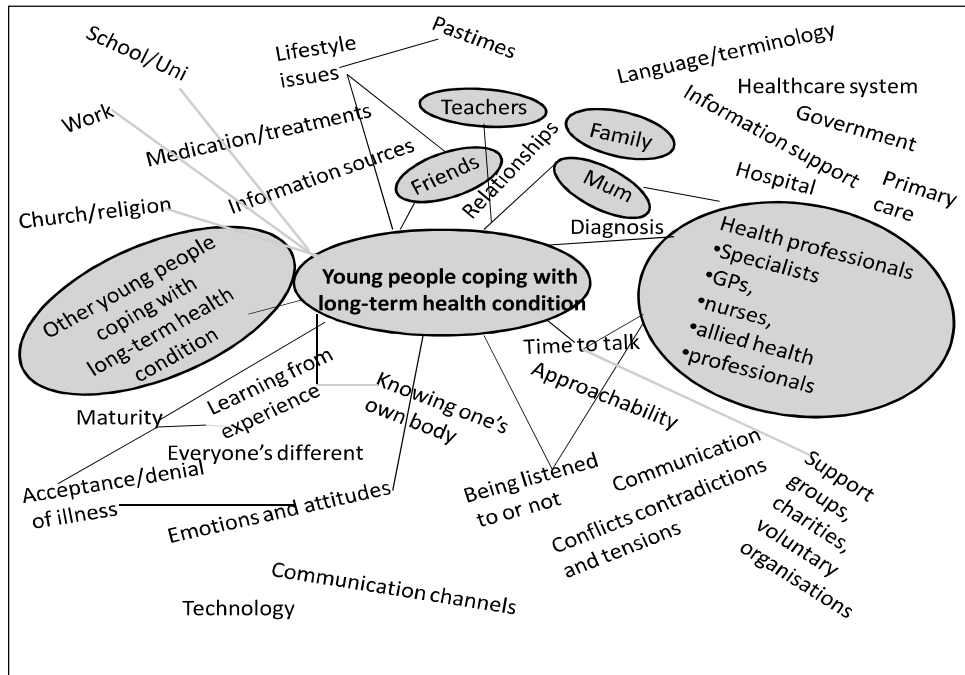 School/Uni
Lifestyle
issues
Pastimes
Language/terminology
Healthcare system
Government
Work
Medication/treatments
Teachers
Family
Information support
Information sources
Friends
Relationships
Mum
Hospital
Primary
care
Church/religion
Diagnosis
Health professionals
•Specialists
•GPs,
•nurses,
•allied health
•professionals
Other young people
coping with
long-term health
condition
Young people coping with
long-term health condition
Time to talk
Approachability
Maturity
Learning from
experience
Knowing one's
own body
Everyone's different
Acceptance/denial
of illness
Emotions and attitudes
Being listened
to or not
Communication
Conflicts contradictions
and tensions
Support
groups,
charities,
voluntary
organisations
Communication channels
Technology